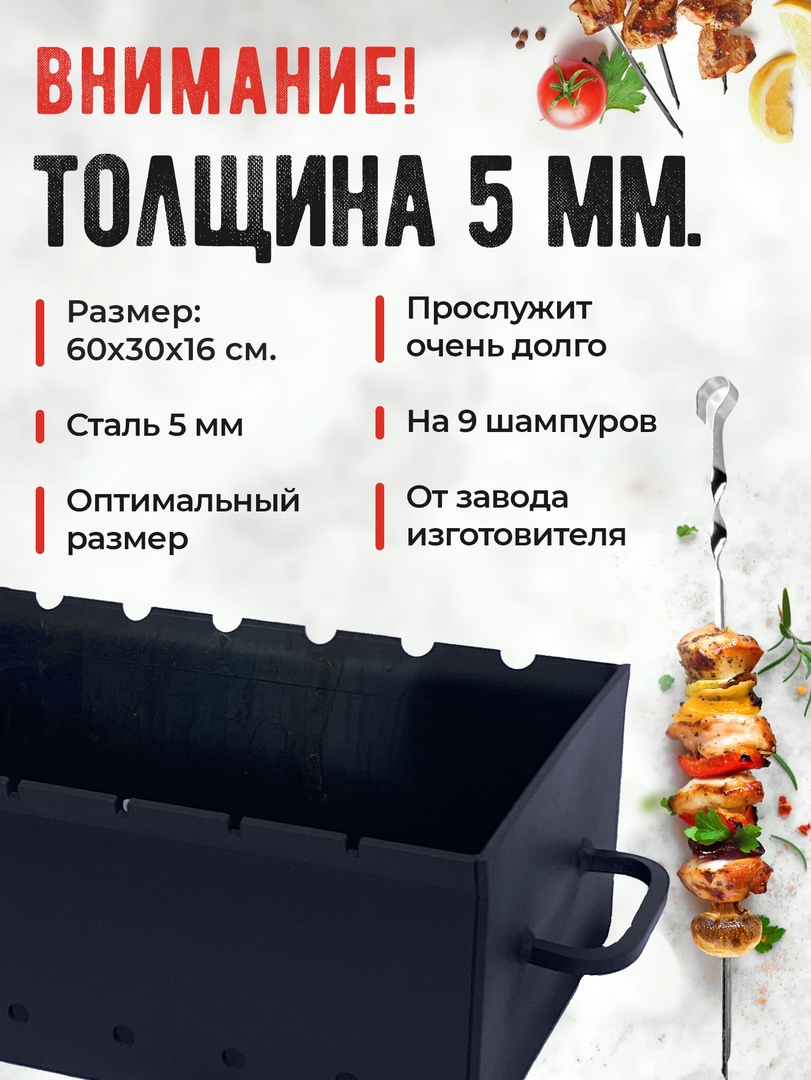 ВНИМАНИЕ!
ТОЛЩИНА 5 ММ.
Размер:
60х30х16 см.
Сталь 5 мм
Оптимальный
размер
Прослужит
очень долго
На 9 шампуров
От завода
изготовителя